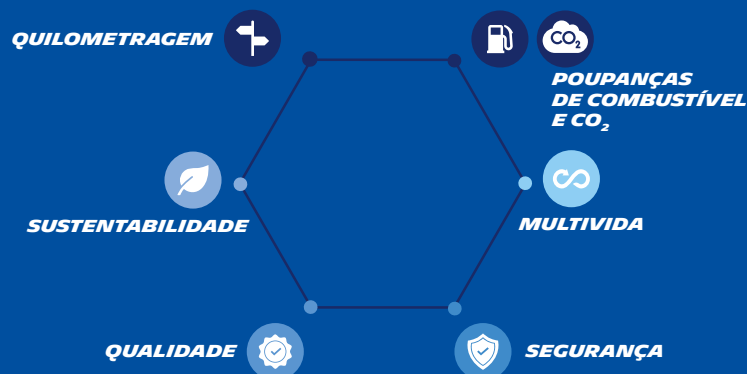 QUILOMETRAGEM
CO₂
POUPANÇAS
DE COMBUSTÍVEL
E CO₂
SUSTENTABILIDADE
MULTIVIDA
QUALIDADE
SEGURANÇA